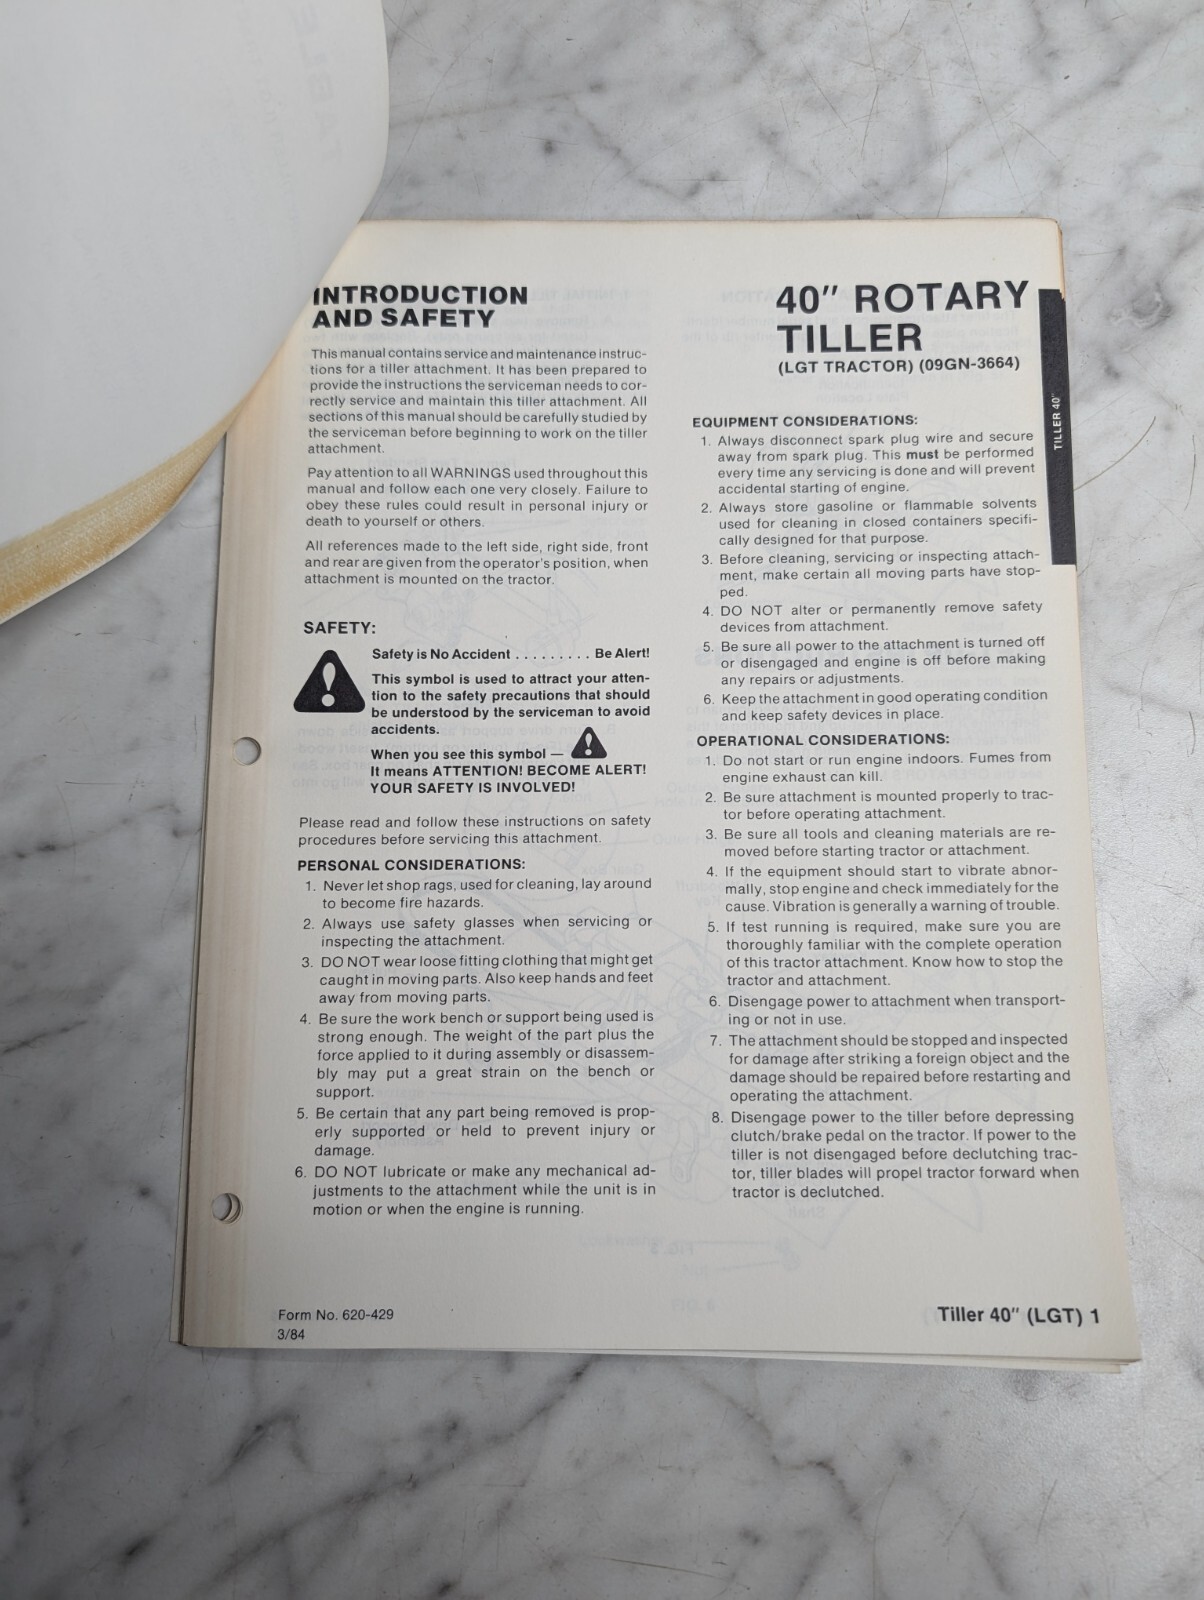 INTRODUCTION
AND SAFETY
This manual contains service and maintenance instruc-
tions for a tiller attachment. It has been prepared to
provide the instructions the serviceman needs to cor-
rectly service and maintain this tiller attachment. All
sections of this manual should be carefully studied by
the serviceman before beginning to work on the tiller
attachment.
Pay attention to all WARNINGS used throughout this
manual and follow each one very closely. Failure to
obey these rules could result in personal injury or
death to yourself or others.
All references made to the left side, right side, front
and rear are given from the operator's position, when
attachment is mounted on the tractor.
SAFETY:
Safety is No Accident . . . . . . . . . Be Alert!
This symbol is used to attract your atten-
tion to the safety precautions that should
be understood by the serviceman to avoid
accidents.
When you see this symbol —
It means ATTENTION! BECOME ALERT!
YOUR SAFETY IS INVOLVED!
Please read and follow these instructions on safety
procedures before servicing this attachment.
PERSONAL CONSIDERATIONS:
1. Never let shop rags, used for cleaning, lay around
to become fire hazards.
2. Always use safety glasses when servicing or
inspecting the attachment.
3. DO NOT wear loose fitting clothing that might get
caught in moving parts. Also keep hands and feet
away from moving parts.
4. Be sure the work bench or support being used is
strong enough. The weight of the part plus the
force applied to it during assembly or disassem-
bly may put a great strain on the bench or
support.
5. Be certain that any part being removed is prop-
erly supported or held to prevent injury or
damage.
6. DO NOT lubricate or make any mechanical ad-
justments to the attachment while the unit is in
motion or when the engine is running.
40" ROTARY
TILLER
(LGT TRACTOR) (09GN-3664)
EQUIPMENT CONSIDERATIONS:
1. Always disconnect spark plug wire and secure
away from spark plug. This must be performed
every time any servicing is done and will prevent
accidental starting of engine.
2. Always store gasoline or flammable solvents
used for cleaning in closed containers specifi-
cally designed for that purpose.
3. Before cleaning, servicing or inspecting attach-
ment, make certain all moving parts have stop-
ped.
4. DO NOT alter or permanently remove safety
devices from attachment.
5. Be sure all power to the attachment is turned off
or disengaged and engine is off before making
any repairs or adjustments.
6. Keep the attachment in good operating condition
and keep safety devices in place.
OPERATIONAL CONSIDERATIONS:
1. Do not start or run engine indoors. Fumes from
engine exhaust can kill.
2. Be sure attachment is mounted properly to trac-
tor before operating attachment.
3. Be sure all tools and cleaning materials are re-
moved before starting tractor or attachment.
4. If the equipment should start to vibrate abnor-
mally, stop engine and check immediately for the
cause. Vibration is generally a warning of trouble.
5. If test running is required, make sure you are
thoroughly familiar with the complete operation
of this tractor attachment. Know how to stop the
tractor and attachment.
6. Disengage power to attachment when transport-
ing or not in use.
7. The attachment should be stopped and inspected
for damage after striking a foreign object and the
damage should be repaired before restarting and
operating the attachment.
8. Disengage power to the tiller before depressing
clutch/brake pedal on the tractor. If power to the
tiller is not disengaged before declutching trac-
tor, tiller blades will propel tractor forward when
tractor is declutched.
TILLER 40"
Form No. 620-429
3/84
Tiller 40" (LGT) 1